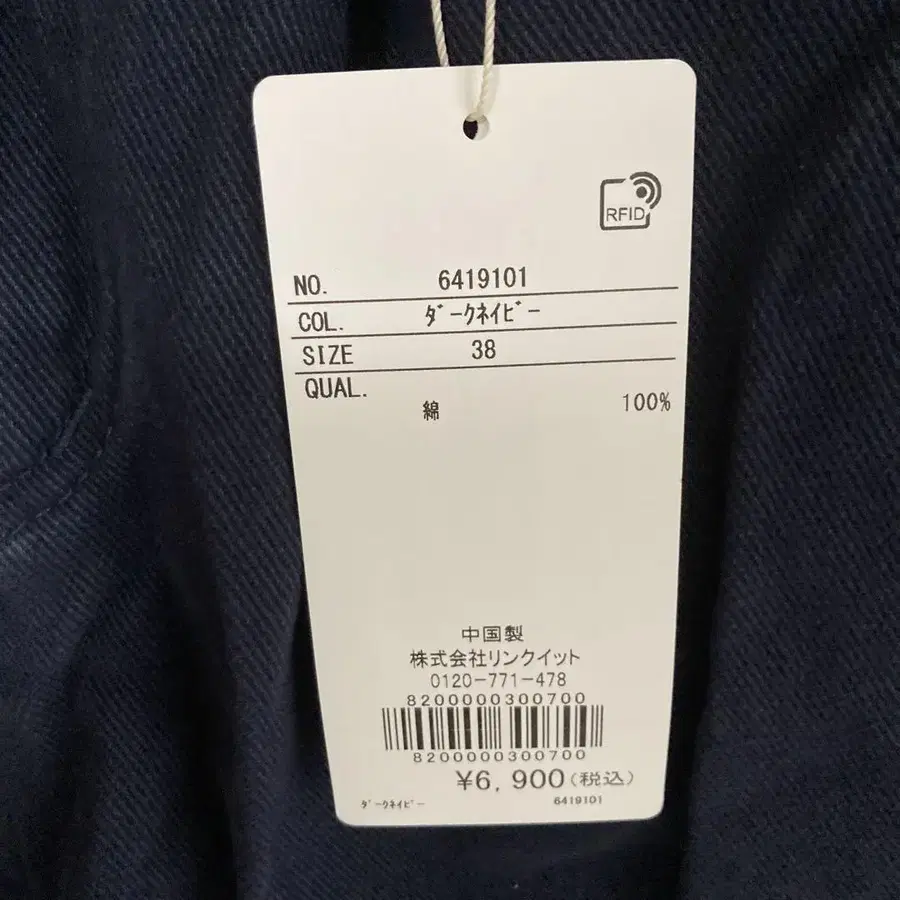 RFID
NO. 6419101
COL. ﾀﾞｰｸﾈｲﾋﾞｰ
SIZE 38
QUAL.
綿 100%
中国製
株式会社リンクイット
0120-771-478
8200000300700
8200000300700
¥6,900(税込)
ﾀﾞｰｸﾈｲﾋﾞｰ 6419101